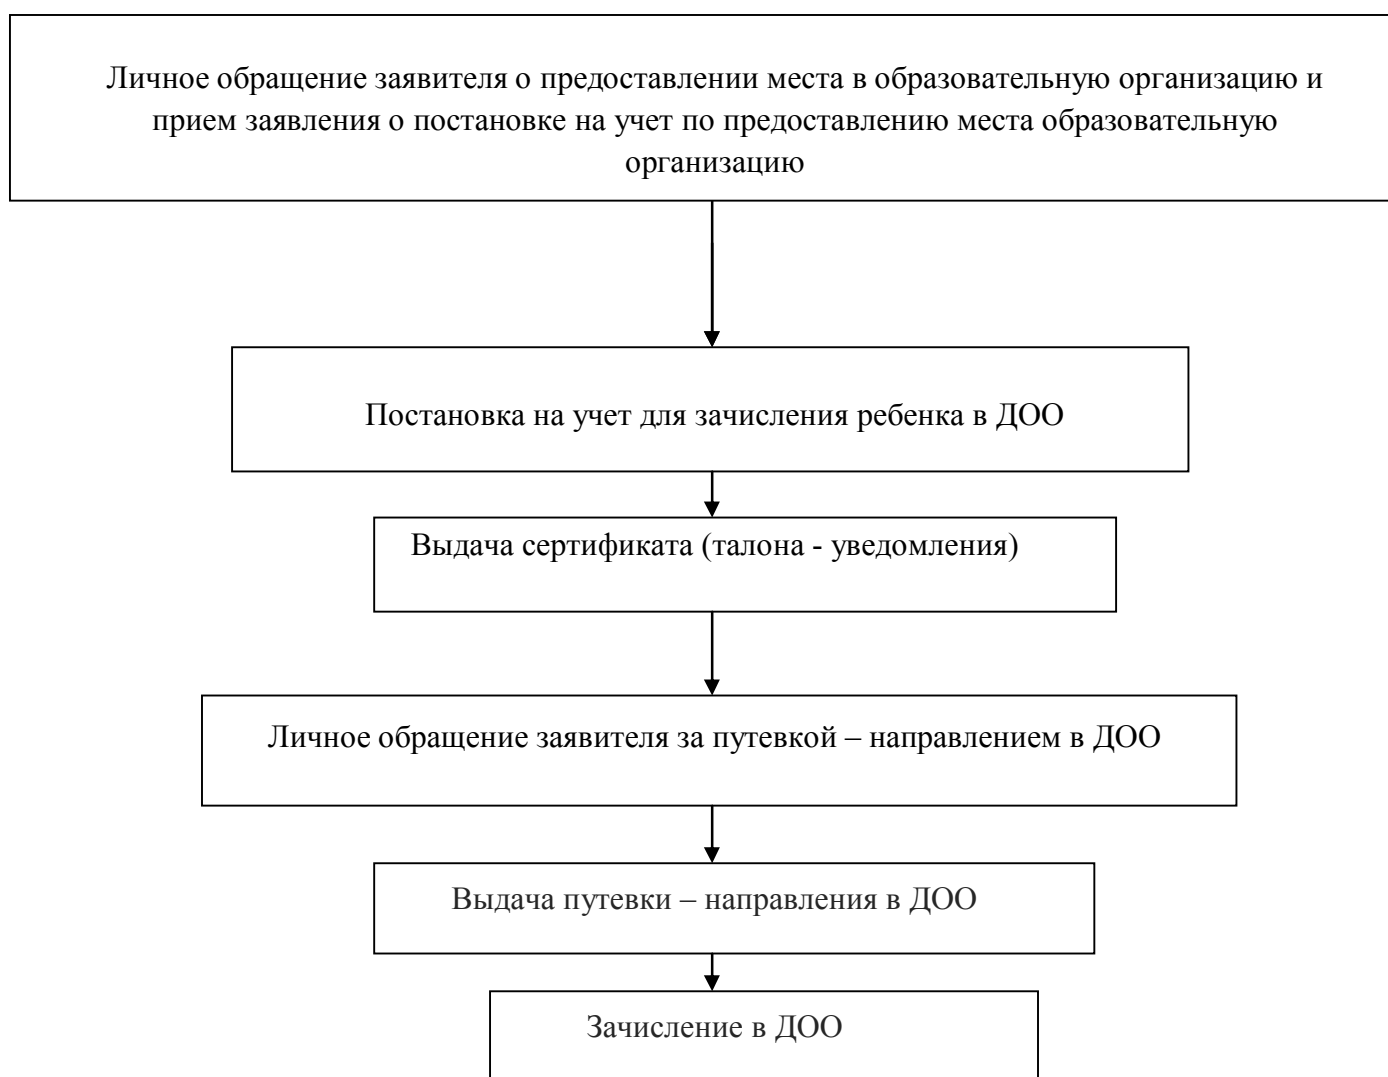 Личное обращение заявителя о предоставлении места в образовательную организацию и
прием заявления о постановке на учет по предоставлению места образовательную
организацию
Постановка на учет для зачисления ребенка в ДОО
Выдача сертификата (талона - уведомления)
Личное обращение заявителя за путевкой – направлением в ДОО
Выдача путевки – направления в ДОО
Зачисление в ДОО